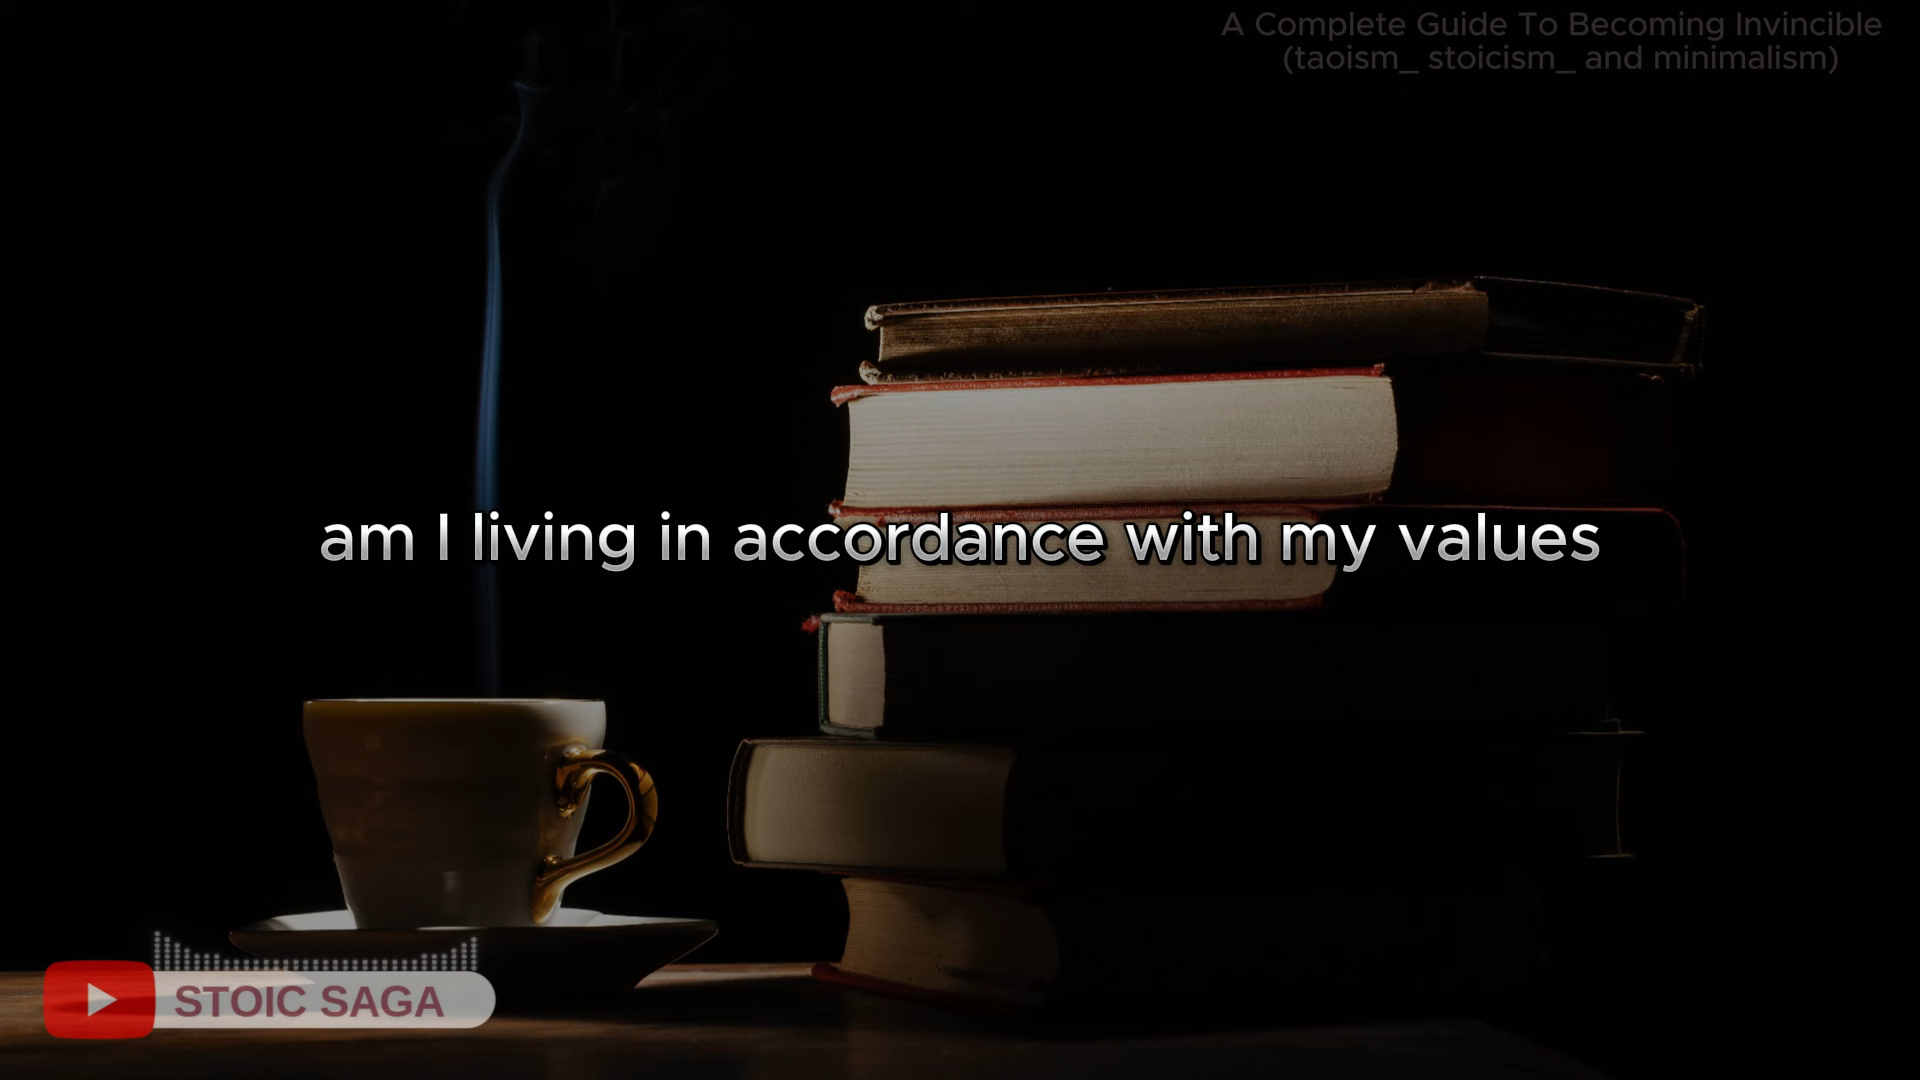 A Complete Guide To Becoming Invincible
(taoism_ stoicism_ and minimalism)
am I living in accordance with my values
STOIC SAGA